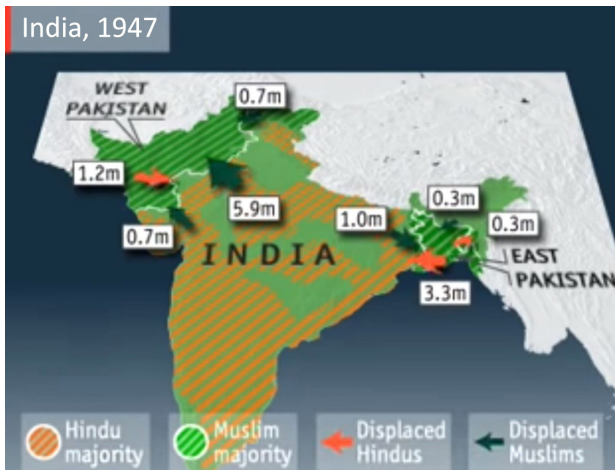 India, 1947
WEST
PAKISTAN
0.7m
1.2m
5.9m
0.7m
1.0m
0.3m
0.3m
INDIA
EAST
PAKISTAN
3.3m
Hindu
majority
Muslim
majority
Displaced
Hindus
Displaced
Muslims